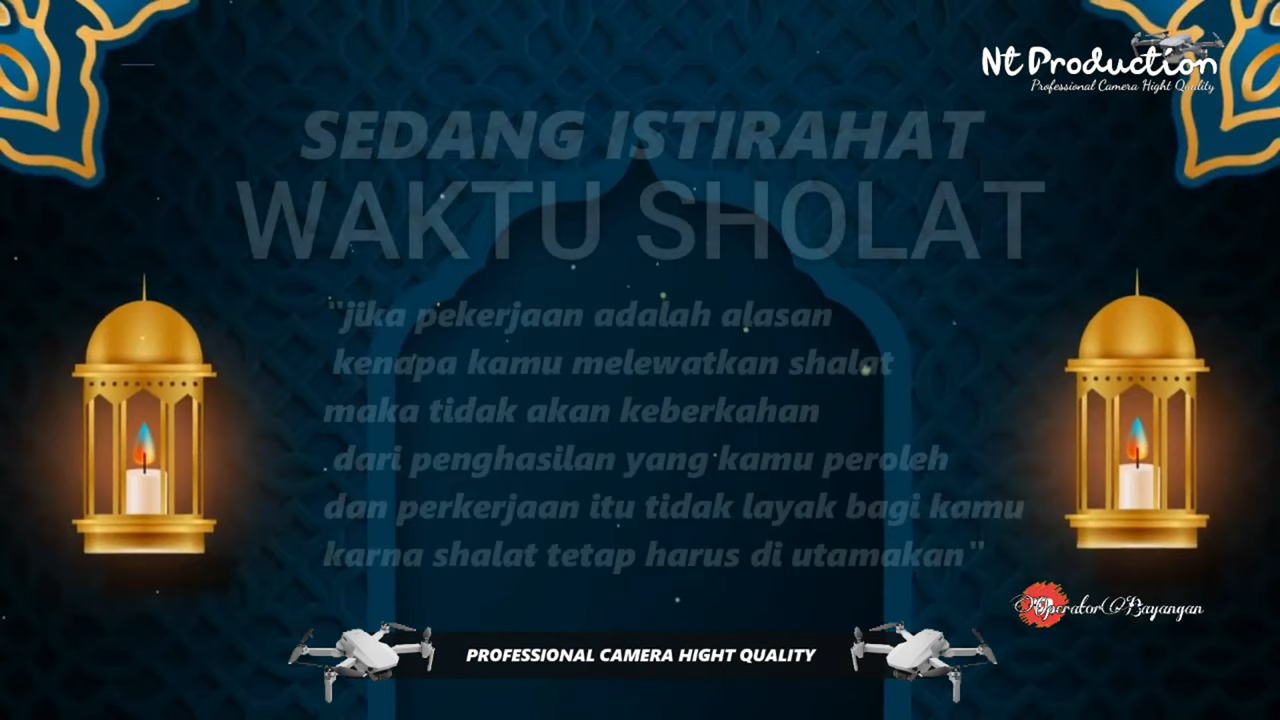 Nt Production
Professional Camera Hight Quality
SEDANG ISTIRAHAT
WAKTU SHOLAT
"jika pekerjaan adalah alasan
kenapa kamu melewatkan shalat
maka tidak akan keberkahan
dari penghasilan yang kamu peroleh
dan perkerjaan itu tidak layak bagi kamu
karna shalat tetap harus di utamakan"
Operator Bayangan
PROFESSIONAL CAMERA HIGHT QUALITY